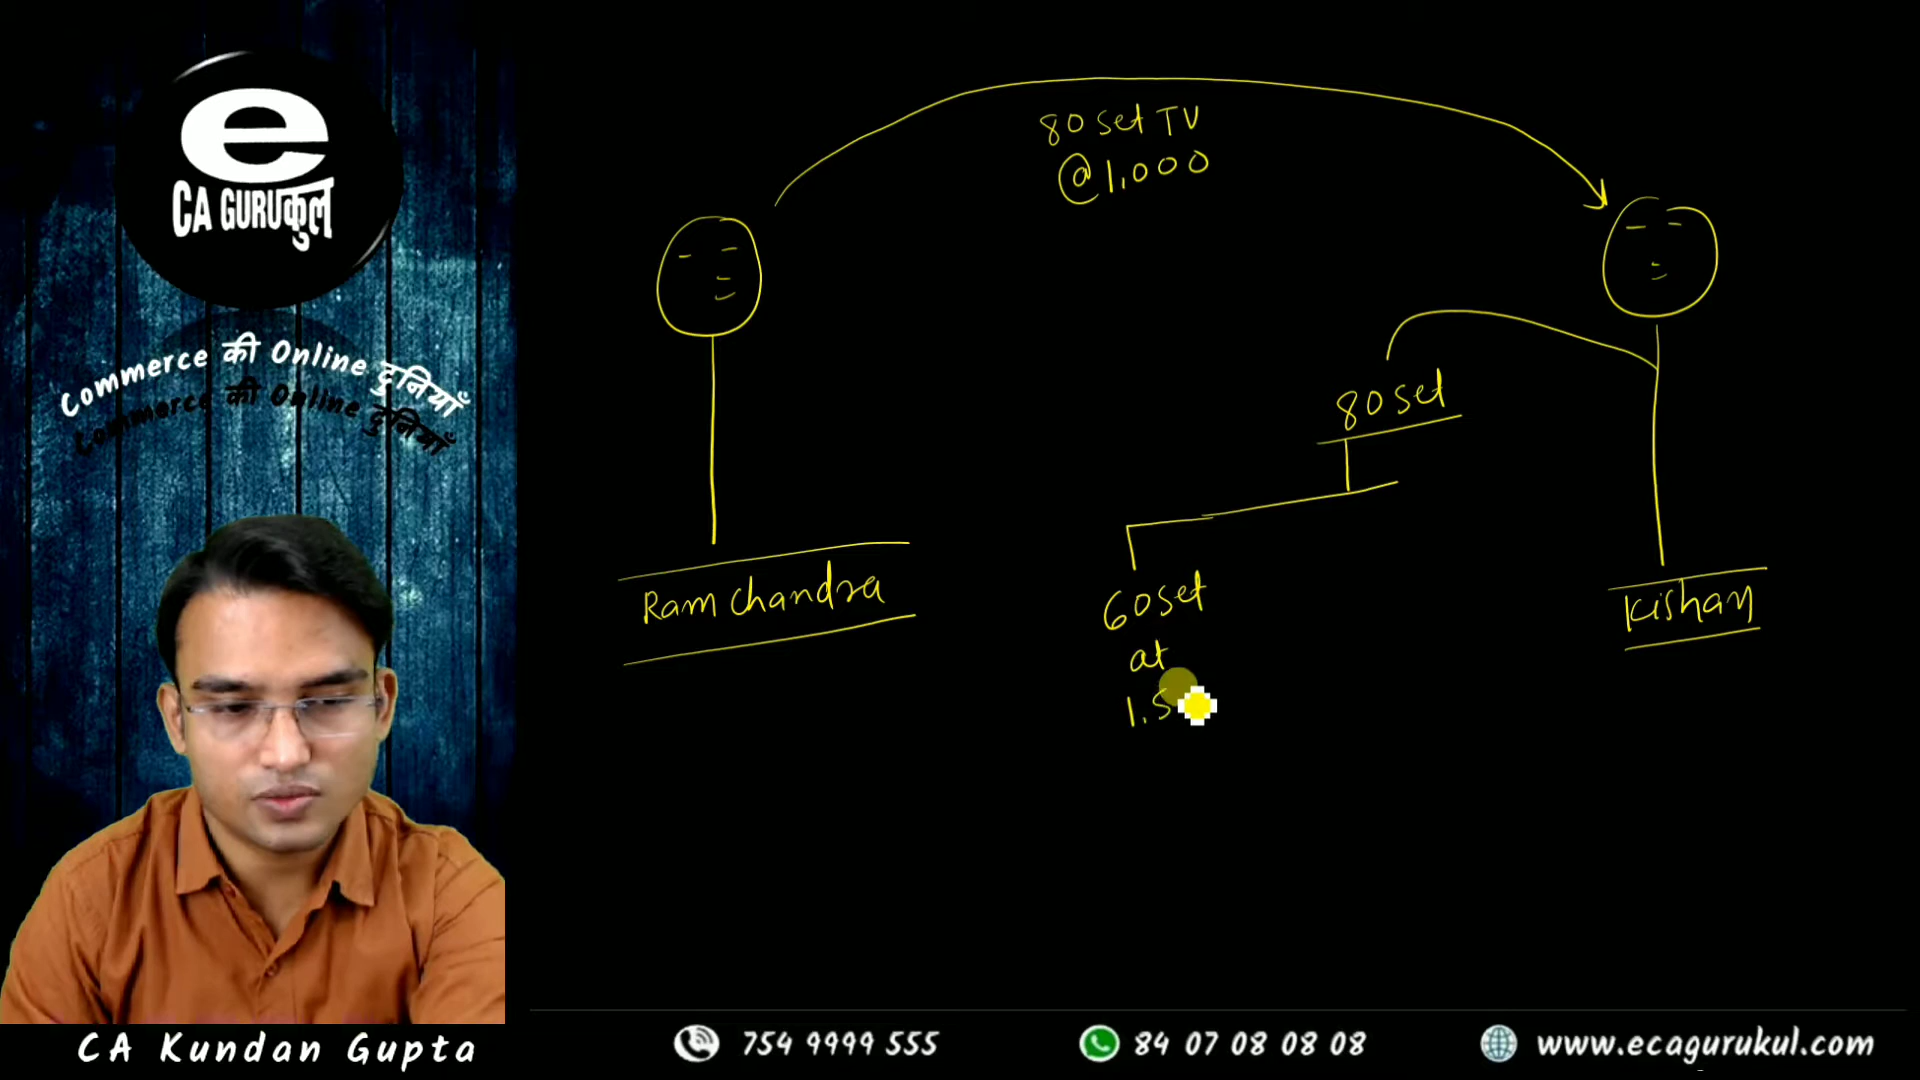 e
CA GURUकुल
Commerce की Online दुनियाँ
80 set TV
@1,000
80 set
60 set
at
1.5
Ram Chandra
Kishan
CA Kundan Gupta
754 9999 555
84 07 08 08 08
www.ecagurukul.com